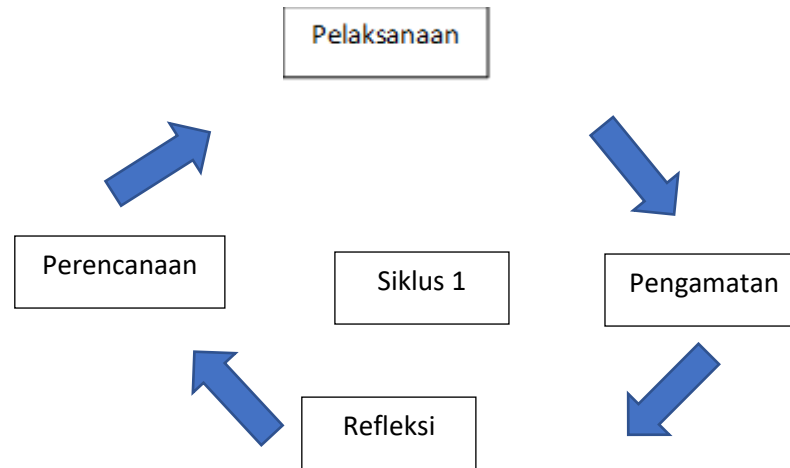 Pelaksanaan
Perencanaan
Siklus 1
Pengamatan
Refleksi